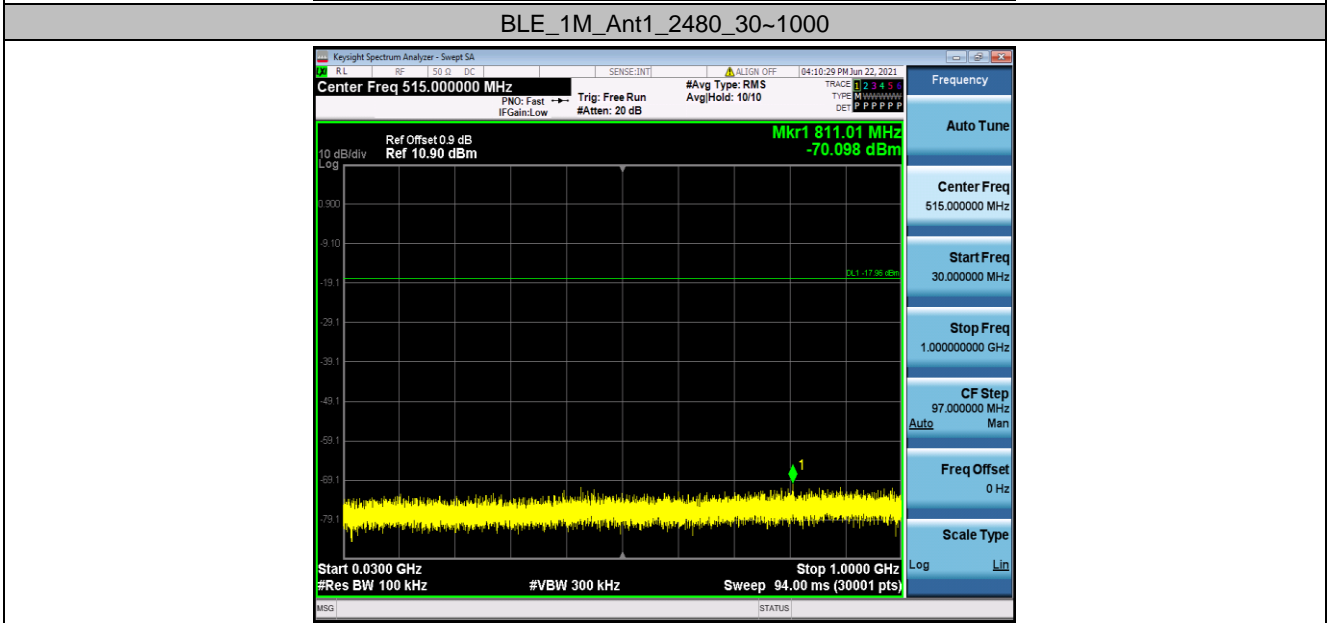 BLE_1M_Ant1_2480_30~1000
Keysight Spectrum Analyzer - Swept SA
RL RF 50 Ω DC SENSE:INT ALIGN OFF 04:10:29 PM Jun 22, 2021
Center Freq 515.000000 MHz
PNO: Fast
IFGain:Low
Trig: Free Run
#Atten: 20 dB
#Avg Type: RMS
Avg|Hold: 10/10
TRACE 1 2 3 4 5 6
TYPE M W W W W W
DET P P P P P P
Frequency
Auto Tune
Center Freq
515.000000 MHz
Start Freq
30.000000 MHz
Stop Freq
1.000000000 GHz
CF Step
97.000000 MHz
Auto Man
Freq Offset
0 Hz
Scale Type
Log Lin
Mkr1 811.01 MHz
-70.098 dBm
Ref Offset 0.9 dB
10 dB/div Ref 10.90 dBm
Log
0.900
-9.10
DL1 -17.96 dBm
-19.1
-29.1
-39.1
-49.1
-59.1
1
-69.1
-79.1
Start 0.0300 GHz Stop 1.0000 GHz
#Res BW 100 kHz #VBW 300 kHz Sweep 94.00 ms (30001 pts)
MSG STATUS